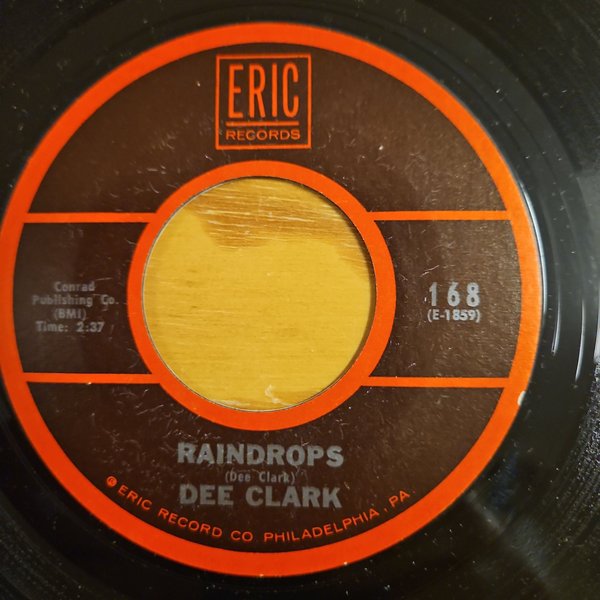 ERIC
RECORDS
Conrad
Publishing Co.
(BMI)
Time: 2:37
168
(E-1859)
RAINDROPS
(Dee Clark)
DEE CLARK
® ERIC RECORD CO. PHILADELPHIA, PA